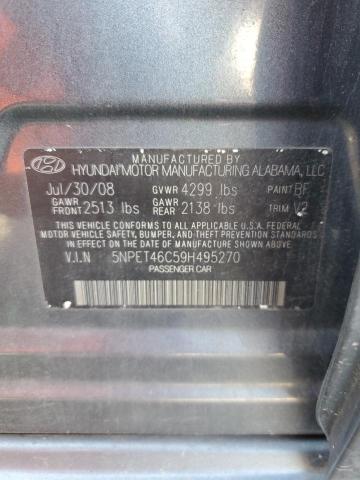 MANUFACTURED BY
HYUNDAI MOTOR MANUFACTURING ALABAMA, LLC
Jul/30/08 GVWR 4299 lbs PAINT BF
GAWR FRONT 2513 lbs GAWR REAR 2138 lbs TRIM V2
THIS VEHICLE CONFORMS TO ALL APPLICABLE U.S.A. FEDERAL
MOTOR VEHICLE SAFETY, BUMPER, AND THEFT PREVENTION STANDARDS
IN EFFECT ON THE DATE OF MANUFACTURE SHOWN ABOVE.
V.I.N 5NPET46C59H495270
PASSENGER CAR